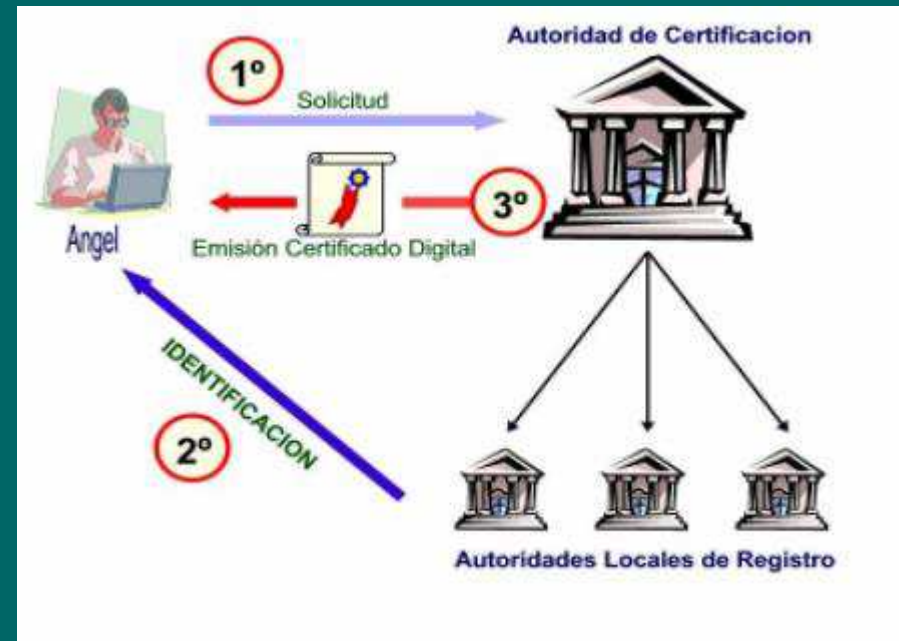 Autoridad de Certificacion
1º
Solicitud
3º
Angel
Emisión Certificado Digital
IDENTIFICACION
2º
Autoridades Locales de Registro